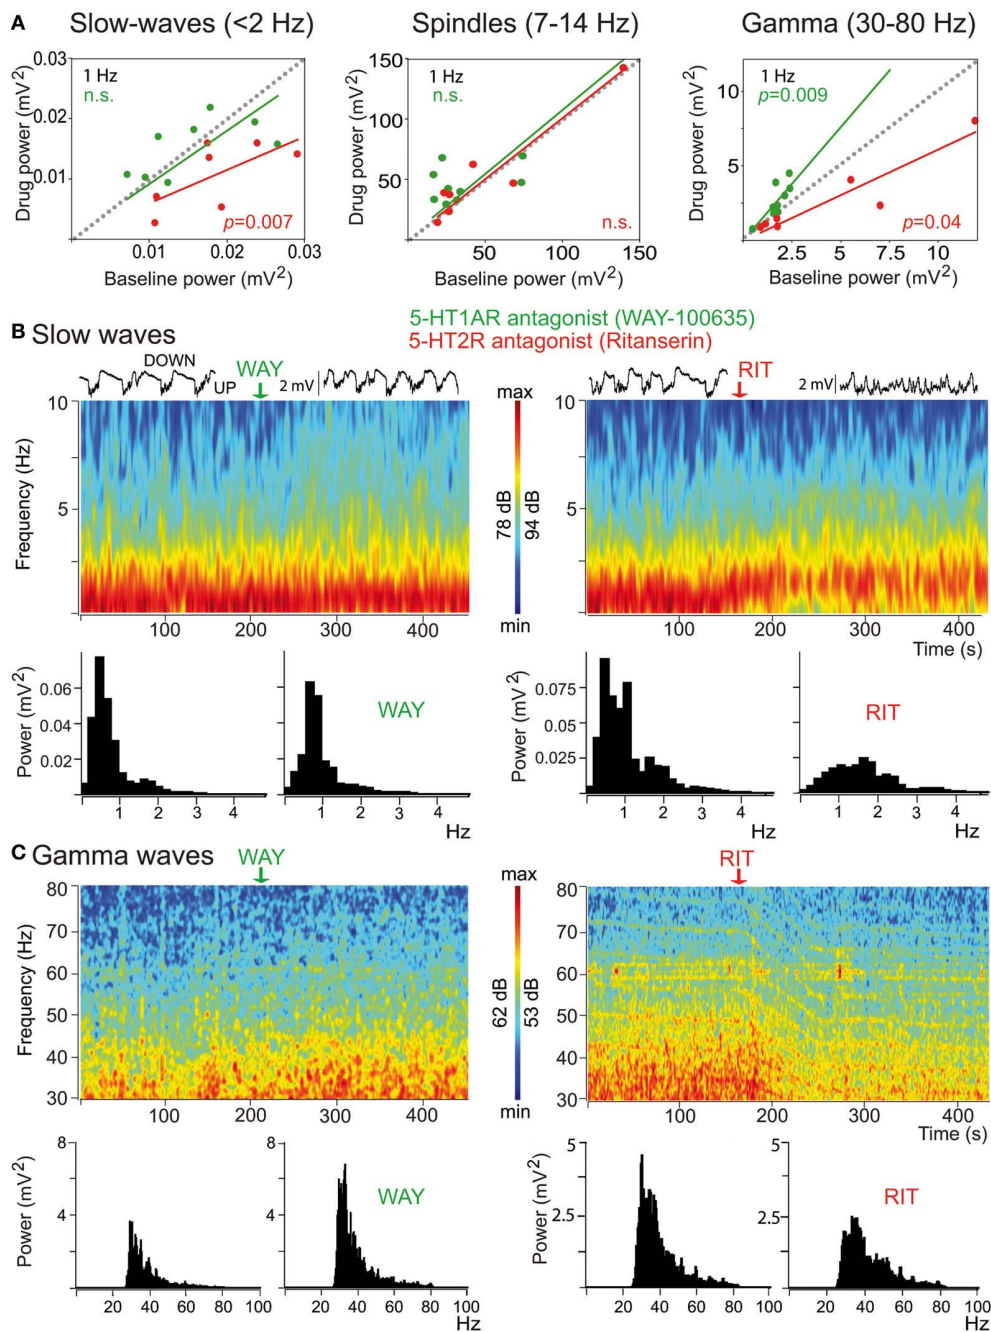 A Slow-waves (<2 Hz) Spindles (7-14 Hz) Gamma (30-80 Hz)
Drug power (mV²)
0.03
0.02
0.01
1 Hz
n.s.
p=0.007
0.01 0.02 0.03
Baseline power (mV²)
Drug power (mV²)
150
100
50
1 Hz
n.s.
n.s.
50 100 150
Baseline power (mV²)
Drug power (mV²)
10
5
1 Hz
p=0.009
p=0.04
2.5 5 7.5 10
Baseline power (mV²)
5-HT1AR antagonist (WAY-100635)
5-HT2R antagonist (Ritanserin)
B Slow waves
DOWN
UP
WAY
2 mV
RIT
2 mV
Frequency (Hz)
10
5
100 200 300 400
max
78 dB
94 dB
min
10
5
100 200 300 400
Time (s)
Power (mV²)
0.06
0.04
0.02
1 2 3 4
WAY
1 2 3 4
Hz
Power (mV²)
0.075
0.05
0.025
1 2 3 4
RIT
1 2 3 4
Hz
C Gamma waves
WAY
RIT
Frequency (Hz)
80
70
60
50
40
30
100 200 300 400
max
62 dB
53 dB
min
80
70
60
50
40
30
100 200 300 400
Time (s)
Power (mV²)
8
4
20 40 60 80 100
8
4
WAY
20 40 60 80 100
Hz
Power (mV²)
5
2.5
20 40 60 80 100
5
2.5
RIT
20 40 60 80 100
Hz